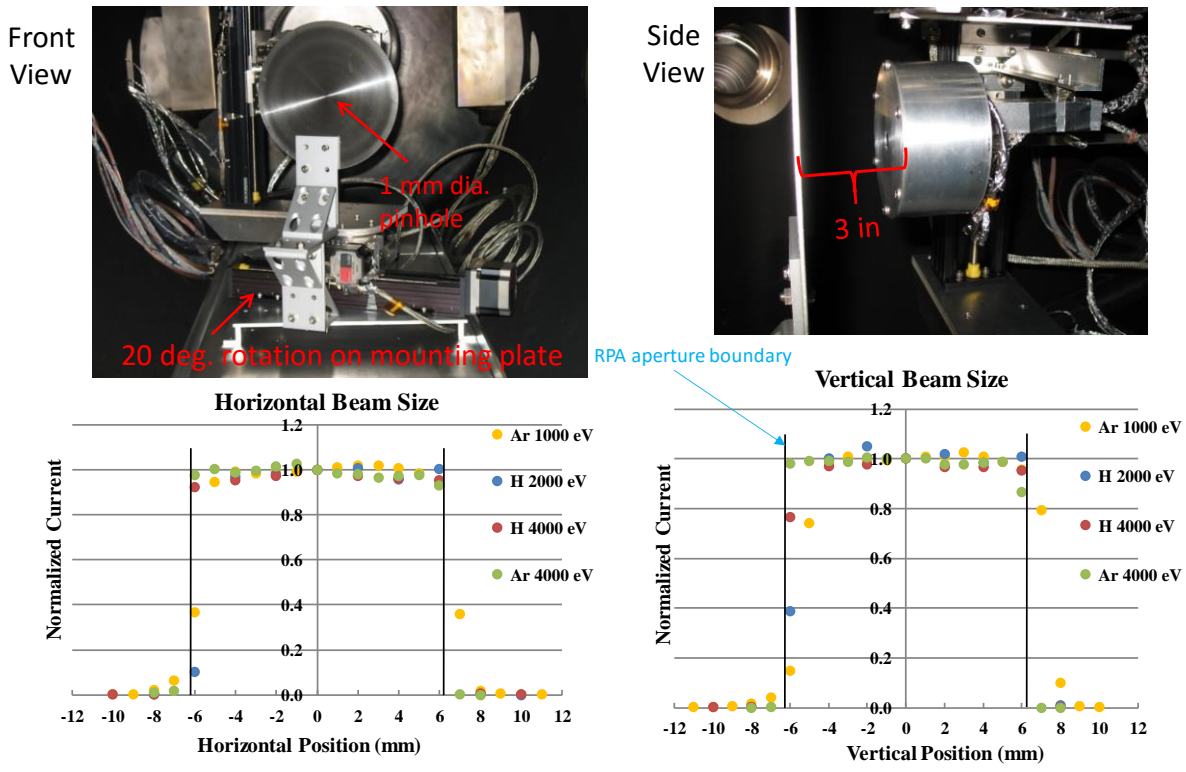 Front
View
1 mm dia.
pinhole
20 deg. rotation on mounting plate
Side
View
3 in
RPA aperture boundary
Horizontal Beam Size
Normalized Current
1.2
1.0
0.8
0.6
0.4
0.2
0.0
-12 -10 -8 -6 -4 -2 0 2 4 6 8 10 12
Horizontal Position (mm)
Ar 1000 eV
H 2000 eV
H 4000 eV
Ar 4000 eV
Vertical Beam Size
Normalized Current
1.2
1.0
0.8
0.6
0.4
0.2
0.0
-12 -10 -8 -6 -4 -2 0 2 4 6 8 10 12
Vertical Position (mm)
Ar 1000 eV
H 2000 eV
H 4000 eV
Ar 4000 eV